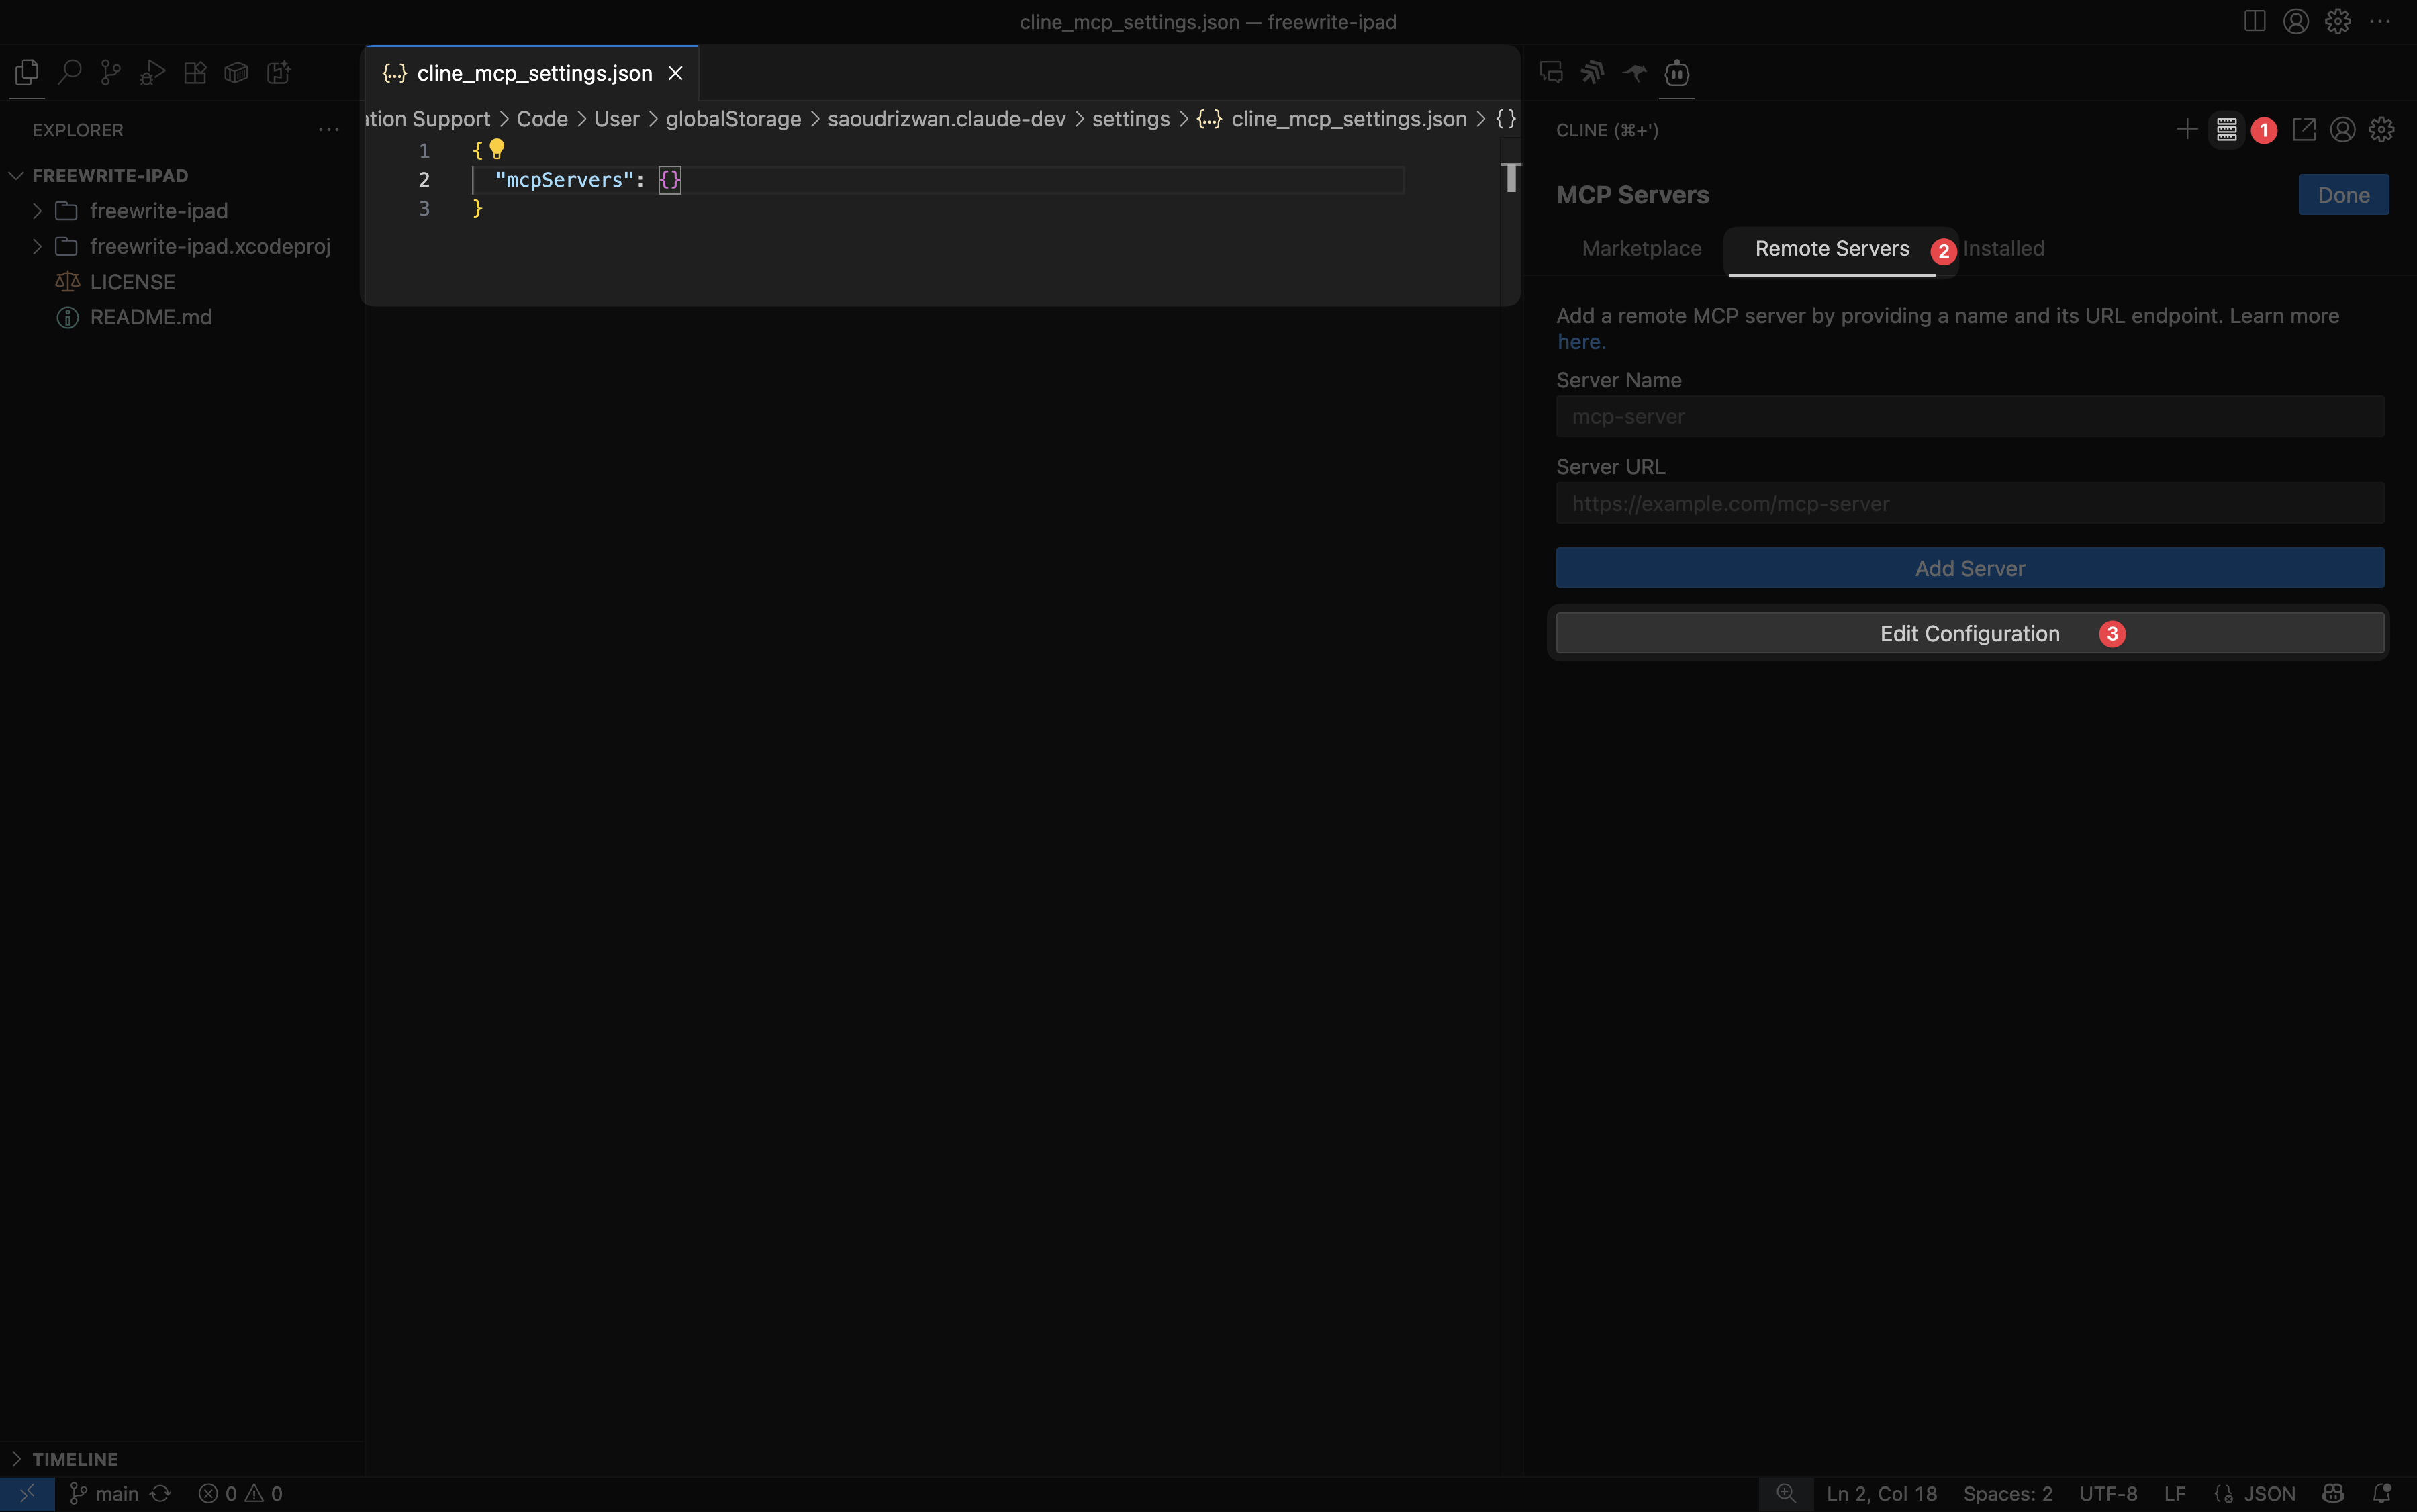 cline_mcp_settings.json — freewrite-ipad
EXPLORER
FREEWRITE-IPAD
freewrite-ipad
freewrite-ipad.xcodeproj
LICENSE
README.md
TIMELINE
{...} cline_mcp_settings.json
ation Support > Code > User > globalStorage > saoudrizwan.claude-dev > settings > {...} cline_mcp_settings.json > {}
1 {
2 "mcpServers": {}
3 }
CLINE (⌘+')
1
MCP Servers
Done
Marketplace
Remote Servers 2
Installed
Add a remote MCP server by providing a name and its URL endpoint. Learn more
here.
Server Name
mcp-server
Server URL
https://example.com/mcp-server
Add Server
Edit Configuration 3
main 0 0
Ln 2, Col 18 Spaces: 2 UTF-8 LF JSON